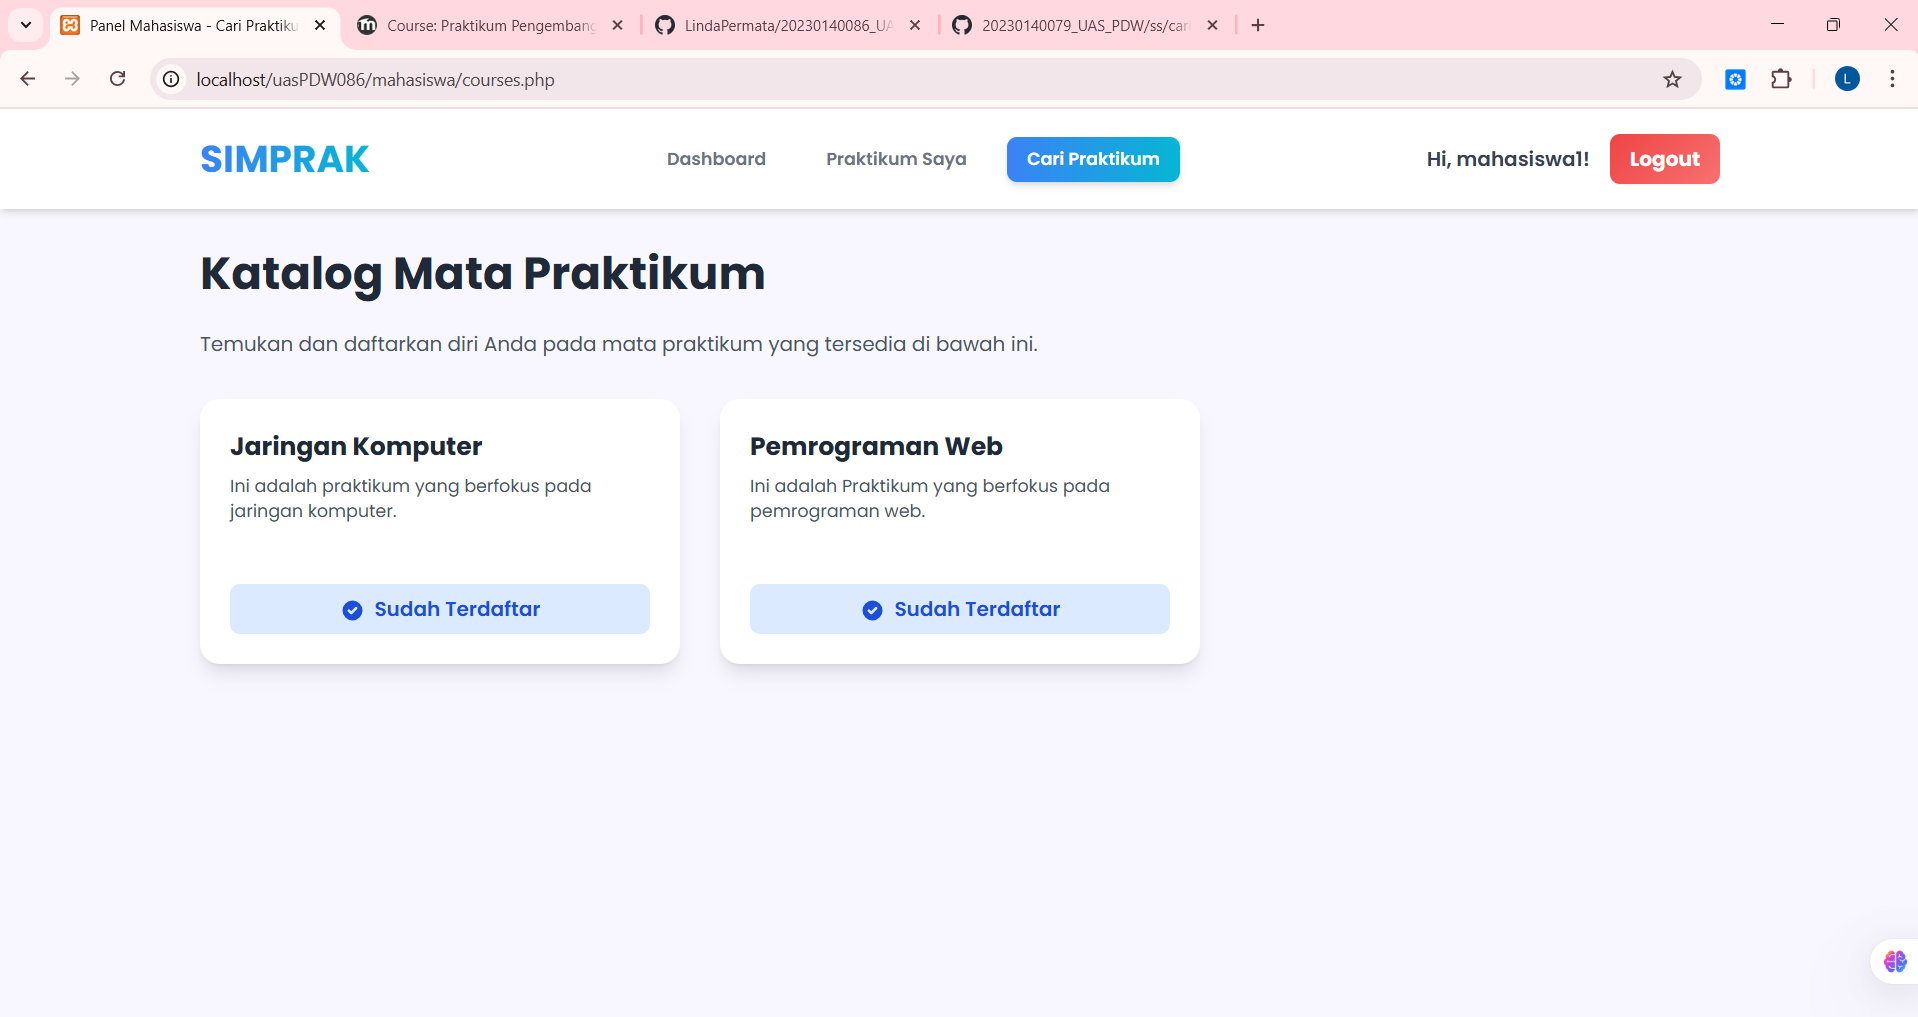 Panel Mahasiswa - Cari Praktiku
Course: Praktikum Pengembang
LindaPermata/20230140086_UA
20230140079_UAS_PDW/ss/cari
localhost/uasPDW086/mahasiswa/courses.php
L
SIMPRAK
Dashboard
Praktikum Saya
Cari Praktikum
Hi, mahasiswa1!
Logout
Katalog Mata Praktikum
Temukan dan daftarkan diri Anda pada mata praktikum yang tersedia di bawah ini.
Jaringan Komputer
Ini adalah praktikum yang berfokus pada
jaringan komputer.
Sudah Terdaftar
Pemrograman Web
Ini adalah Praktikum yang berfokus pada
pemrograman web.
Sudah Terdaftar